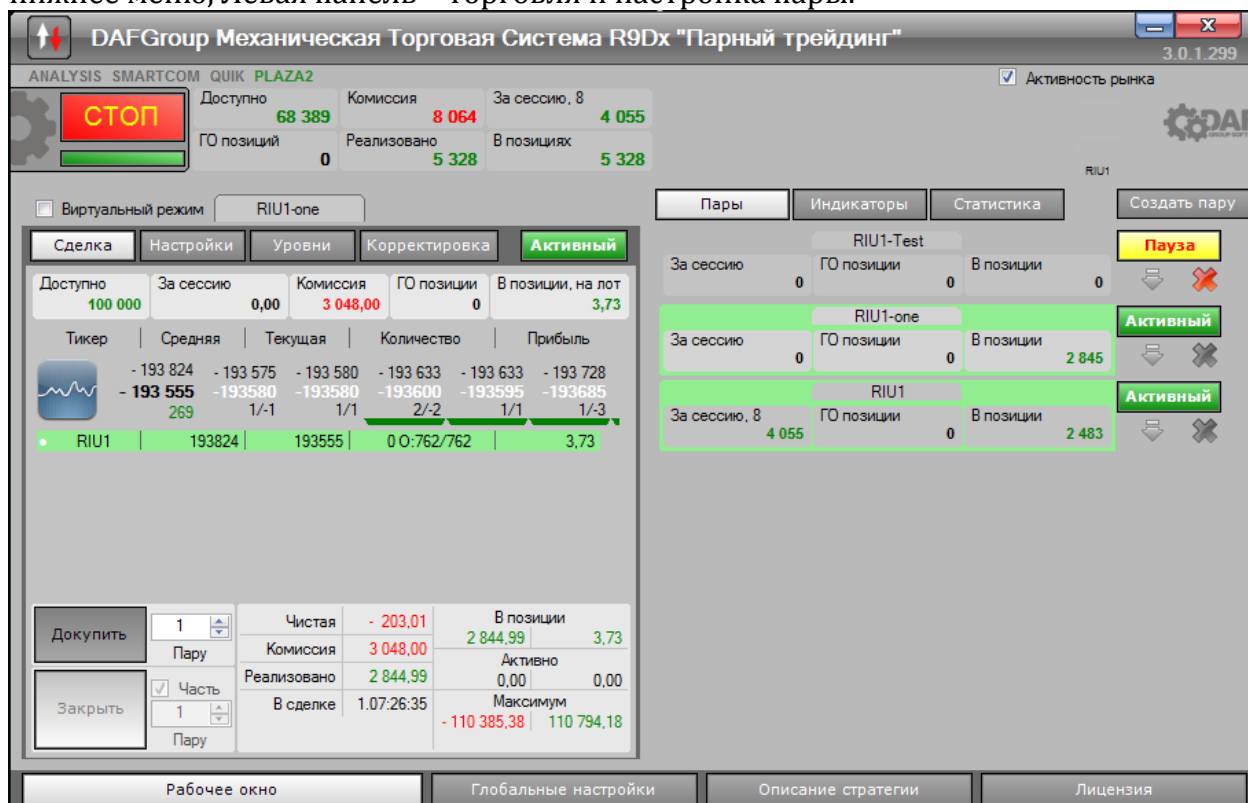 DAFGroup Механическая Торговая Система R9Dx "Парный трейдинг"
3.0.1.299
ANALYSIS SMARTCOM QUIK PLAZA2
Активность рынка
СТОП
Доступно Комиссия За сессию, 8
68 389 8 064 4 055
ГО позиций Реализовано В позициях
0 5 328 5 328
RIU1
Виртуальный режим RIU1-one
Пары Индикаторы Статистика Создать пару
Сделка Настройки Уровни Корректировка Активный
Доступно За сессию Комиссия ГО позиции В позиции, на лот
100 000 0,00 3 048,00 0 3,73
Тикер Средняя Текущая Количество Прибыль
- 193 824 - 193 575 - 193 580 - 193 633 - 193 633 - 193 728
- 193 555 -193580 -193580 -193600 -193595 -193685
269 1/-1 1/1 2/-2 1/1 1/-3
RIU1 193824 193555 0 O:762/762 3,73
RIU1-Test Пауза
За сессию ГО позиции В позиции
0 0 0
RIU1-one Активный
За сессию ГО позиции В позиции
0 0 2 845
RIU1 Активный
За сессию, 8 ГО позиции В позиции
4 055 0 2 483
Докупить 1 Пару
Закрыть Часть 1 Пару
Чистая - 203,01
Комиссия 3 048,00
Реализовано 2 844,99
В сделке 1.07:26:35
В позиции
2 844,99 3,73
Активно
0,00 0,00
Максимум
- 110 385,38 110 794,18
Рабочее окно Глобальные настройки Описание стратегии Лицензия